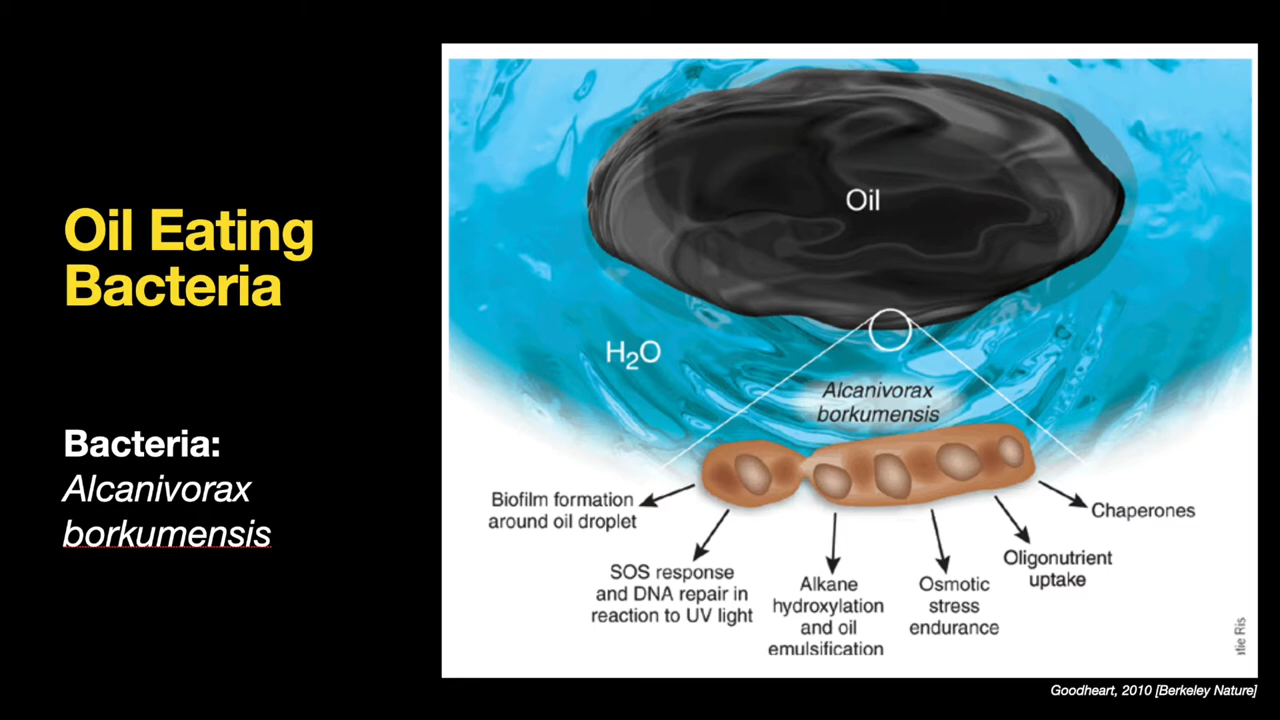 Oil Eating
Bacteria
Bacteria:
Alcanivorax
borkumensis
Oil
H₂O
Alcanivorax
borkumensis
Biofilm formation
around oil droplet
SOS response
and DNA repair in
reaction to UV light
Alkane
hydroxylation
and oil
emulsification
Osmotic
stress
endurance
Oligonutrient
uptake
Chaperones
Ris
Goodheart, 2010 [Berkeley Nature]